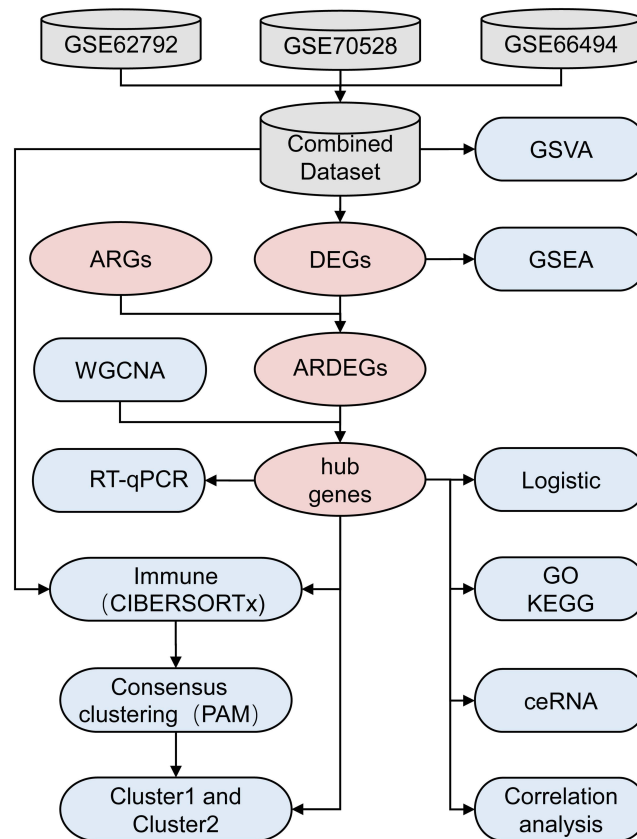 GSE62792
GSE70528
GSE66494
Combined
Dataset
GSVA
ARGs
DEGs
GSEA
WGCNA
ARDEGs
RT-qPCR
hub
genes
Logistic
Immune
（CIBERSORTx)
GO
KEGG
Consensus
clustering（PAM）
ceRNA
Cluster1 and
Cluster2
Correlation
analysis